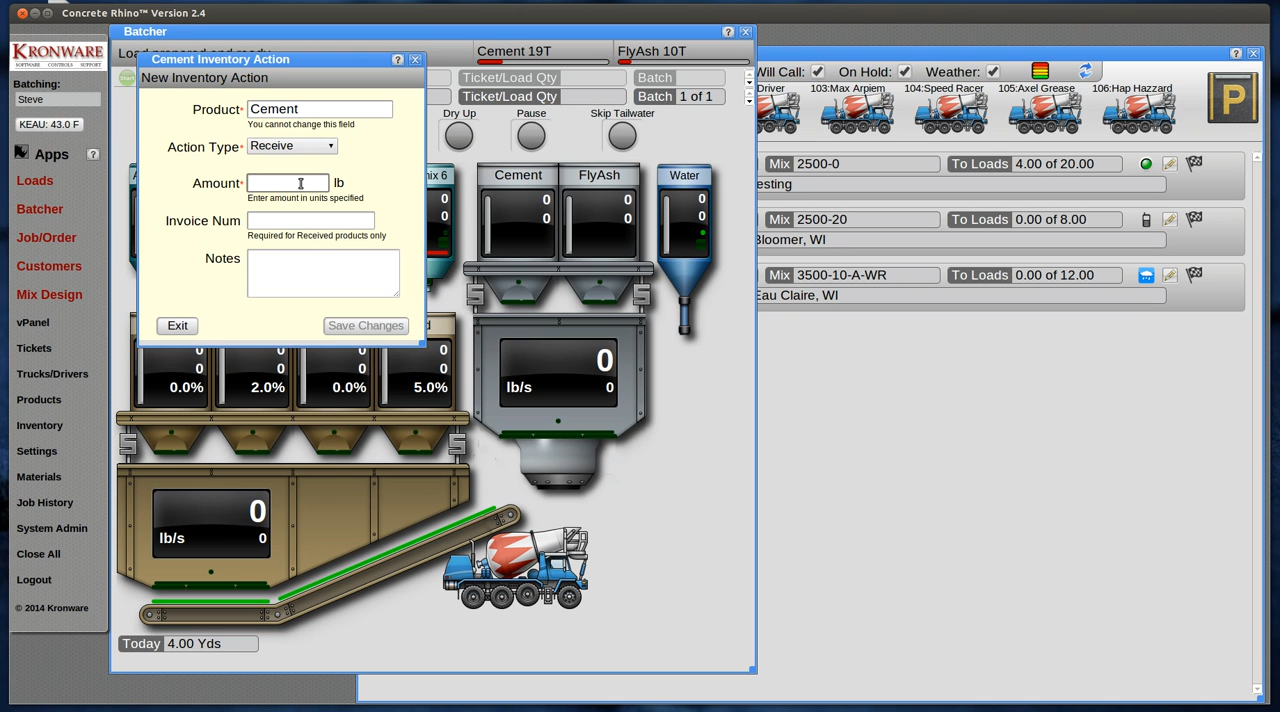 Concrete Rhino™ Version 2.4
KRONWARE
SOFTWARE CONTROLS SUPPORT
Batching:
Steve
KEAU: 43.0 F
Apps ?
Loads
Batcher
Job/Order
Customers
Mix Design
vPanel
Tickets
Trucks/Drivers
Products
Inventory
Settings
Materials
Job History
System Admin
Close All
Logout
© 2014 Kronware
Batcher ?
Cement 19T FlyAsh 10T
Ticket/Load Qty Batch
Ticket/Load Qty Batch 1 of 1
Dry Up Pause Skip Tailwater
Cement Inventory Action ?
New Inventory Action
Product* Cement
You cannot change this field
Action Type* Receive
Amount* lb
Enter amount in units specified
Invoice Num
Required for Received products only
Notes
Exit Save Changes
mix 6 Cement FlyAsh Water
0 0 0 0
0 0 0 0
0 0 0 0
0 0 0 0
0.0% 2.0% 0.0% 5.0%
0
lb/s 0
0
lb/s 0
Today 4.00 Yds
?
Will Call: On Hold: Weather:
Driver 103:Max Arpiem 104:Speed Racer 105:Axel Grease 106:Hap Hazzard
P
Mix 2500-0 To Loads 4.00 of 20.00
esting
Mix 2500-20 To Loads 0.00 of 8.00
Bloomer, WI
Mix 3500-10-A-WR To Loads 0.00 of 12.00
Eau Claire, WI